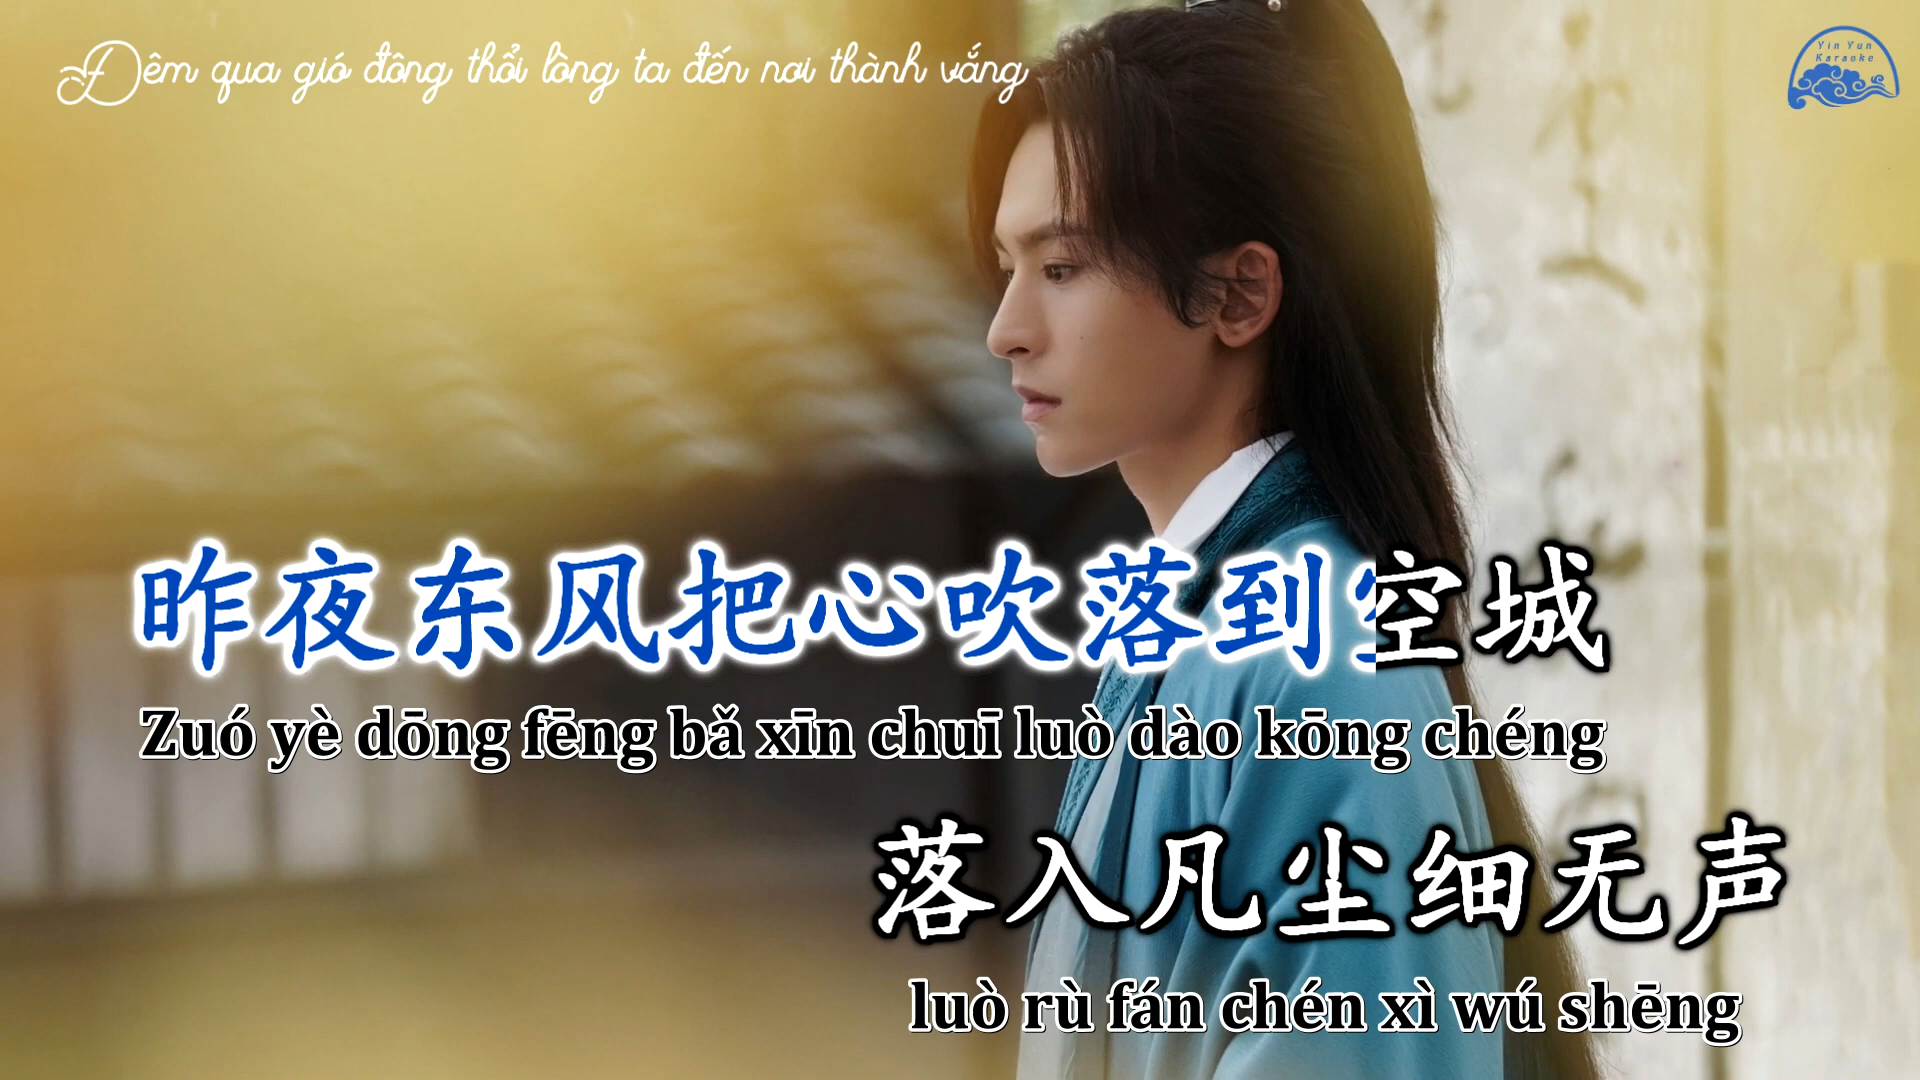 Đêm qua gió đông thổi lòng ta đến nơi thành vắng
Yin Yun
Karaoke
昨夜东风把心吹落到空城
Zuó yè dōng fēng bǎ xīn chuī luò dào kōng chéng
落入凡尘细无声
luò rù fán chén xì wú shēng